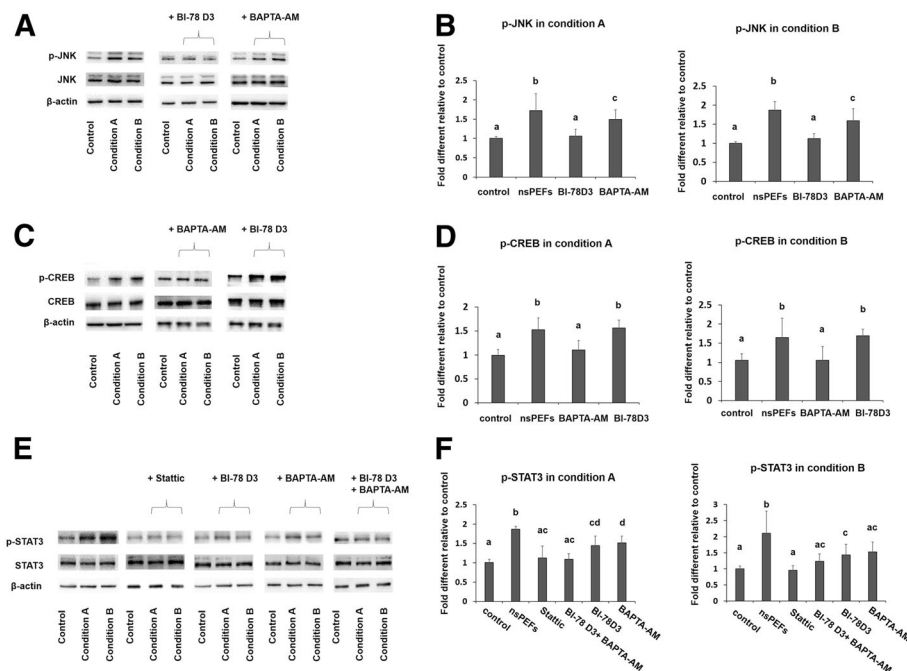 A
+ BI-78 D3
+ BAPTA-AM
p-JNK
JNK
β-actin
Control
Condition A
Condition B
Control
Condition A
Condition B
Control
Condition A
Condition B
B
p-JNK in condition A
Fold different relative to control
2.5
2
1.5
1
0.5
0
a
b
a
c
control
nsPEFs
BI-78D3
BAPTA-AM
p-JNK in condition B
Fold different relative to control
2.5
2
1.5
1
0.5
0
a
b
a
c
control
nsPEFs
BI-78D3
BAPTA-AM
C
+ BAPTA-AM
+ BI-78 D3
p-CREB
CREB
β-actin
Control
Condition A
Condition B
Control
Condition A
Condition B
Control
Condition A
Condition B
D
p-CREB in condition A
Fold different relative to control
2.5
2
1.5
1
0.5
0
a
b
a
b
control
nsPEFs
BAPTA-AM
BI-78D3
p-CREB in condition B
Fold different relative to control
2.5
2
1.5
1
0.5
0
a
b
a
b
control
nsPEFs
BAPTA-AM
BI-78D3
E
+ Stattic
+ BI-78 D3
+ BAPTA-AM
+ BI-78 D3
+ BAPTA-AM
p-STAT3
STAT3
β-actin
Control
Condition A
Condition B
Control
Condition A
Condition B
Control
Condition A
Condition B
Control
Condition A
Condition B
Control
Condition A
Condition B
F
p-STAT3 in condition A
Fold different relative to control
2.5
2
1.5
1
0.5
0
a
b
ac
ac
cd
d
control
nsPEFs
Stattic
BI-78 D3+ BAPTA-AM
BI-78D3
BAPTA-AM
p-STAT3 in condition B
Fold different relative to control
3
2.5
2
1.5
1
0.5
0
a
b
a
ac
c
ac
control
nsPEFs
Stattic
BI-78 D3+ BAPTA-AM
BI-78D3
BAPTA-AM